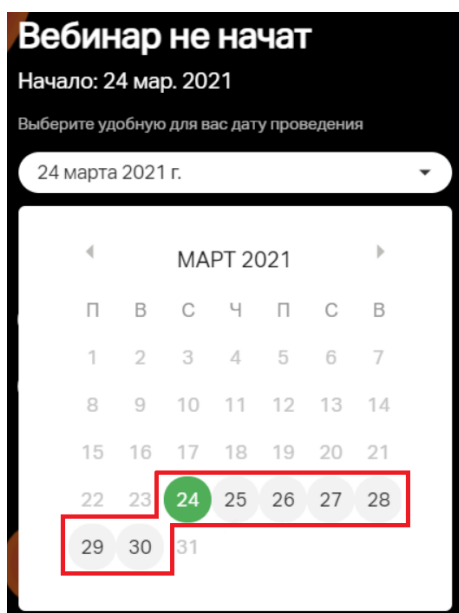 Вебинар не начат
Начало: 24 мар. 2021
Выберите удобную для вас дату проведения
24 марта 2021 г.
МАРТ 2021
П В С Ч П С В
1 2 3 4 5 6 7
8 9 10 11 12 13 14
15 16 17 18 19 20 21
22 23 24 25 26 27 28
29 30 31